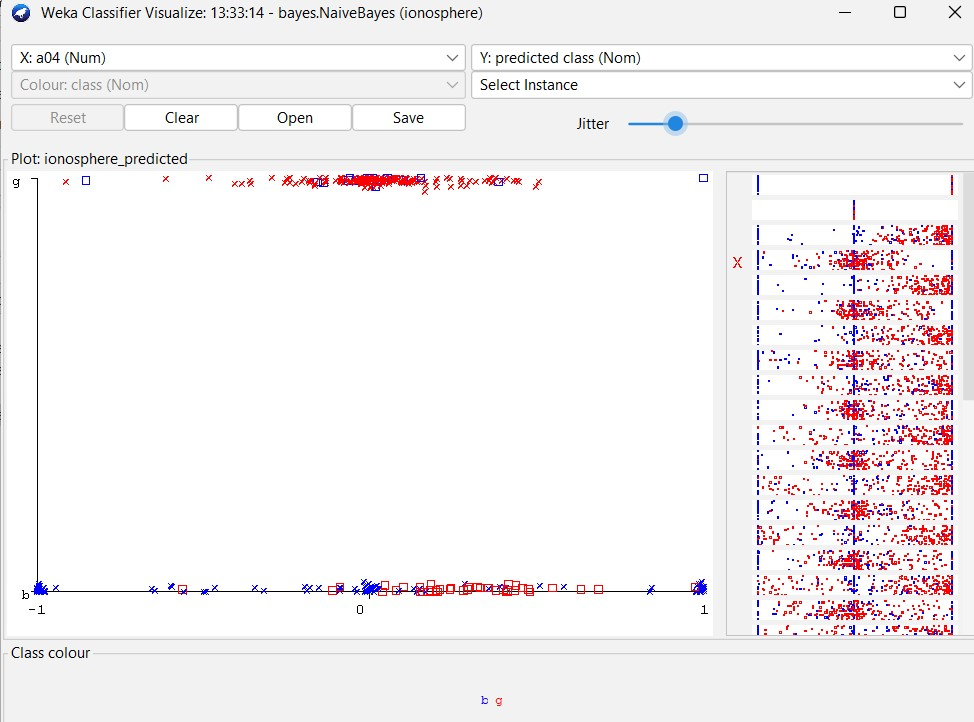 Weka Classifier Visualize: 13:33:14 - bayes.NaiveBayes (ionosphere)
X: a04 (Num)
Y: predicted class (Nom)
Colour: class (Nom)
Select Instance
Reset
Clear
Open
Save
Jitter
Plot: ionosphere_predicted
g
X
b
-1
0
1
Class colour
b g